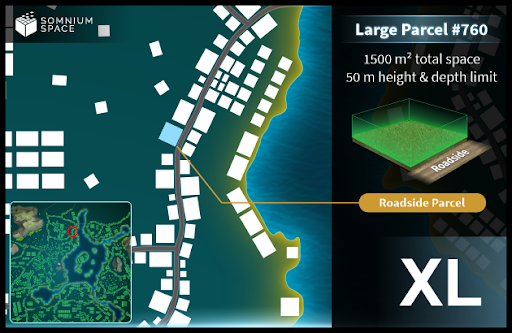 SOMNIUM
SPACE
Large Parcel #760
1500 m² total space
50 m height & depth limit
Roadside
Roadside Parcel
XL